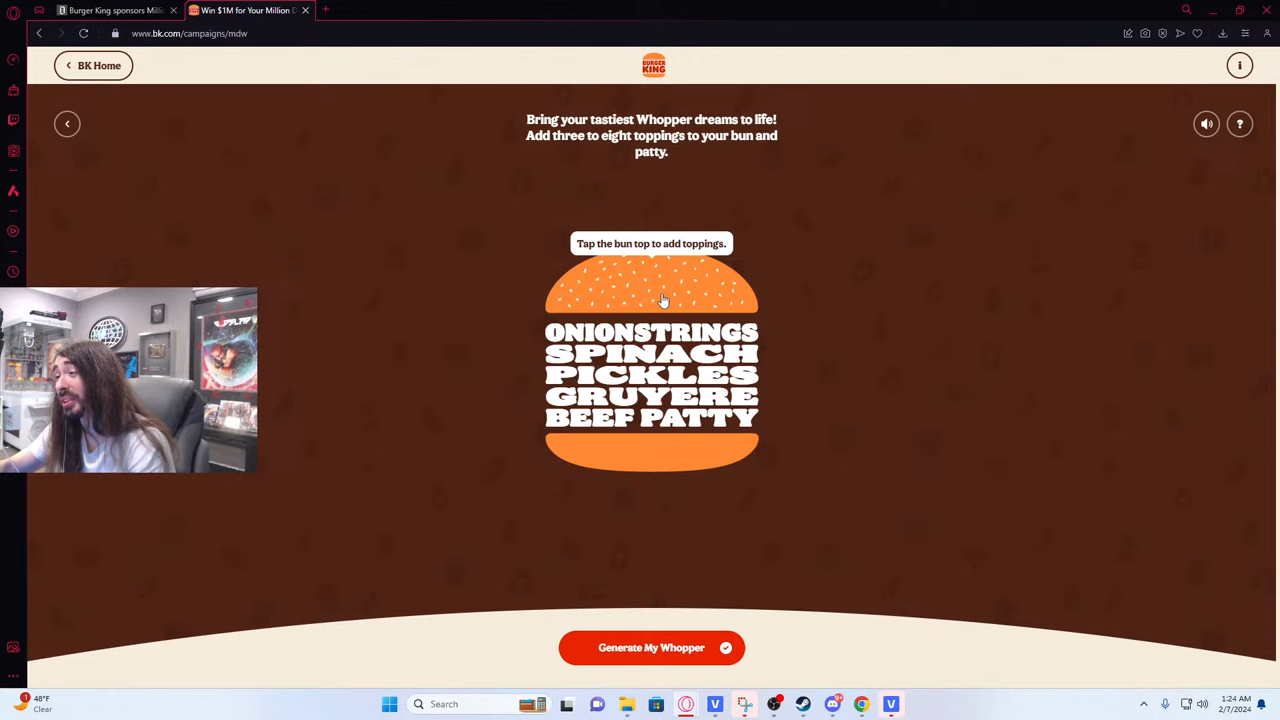 Burger King sponsors Milli
Win $1M for Your Million D
www.bk.com/campaigns/mdw
BK Home
BURGER
KING
Bring your tastiest Whopper dreams to life!
Add three to eight toppings to your bun and
patty.
Tap the bun top to add toppings.
ONIONSTRINGS
SPINACH
PICKLES
GRUYERE
BEEF PATTY
Generate My Whopper
1
48°F
Clear
Search
9+
1:24 AM
2/7/2024